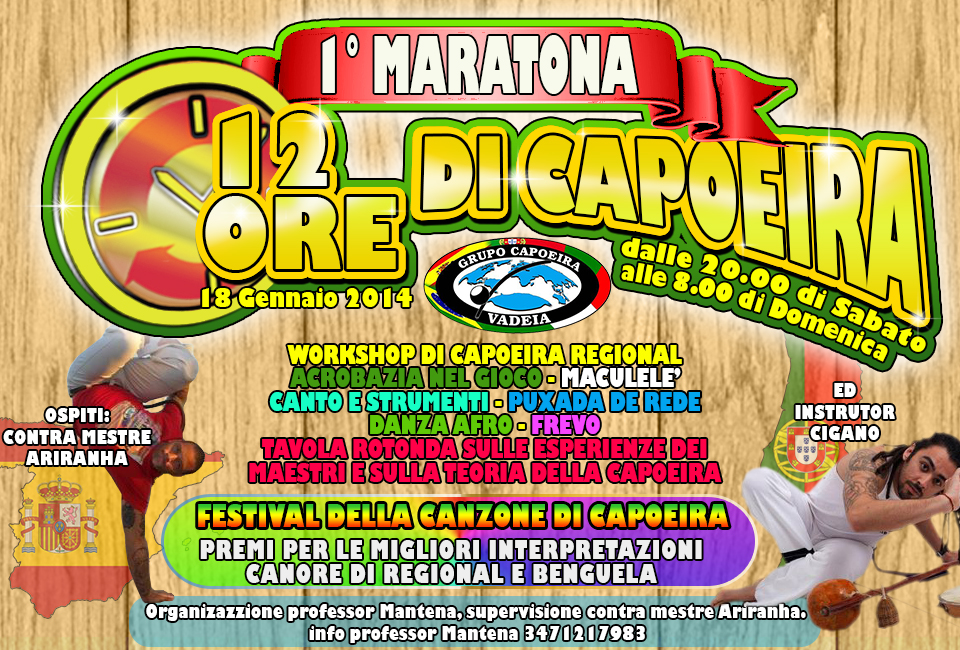 1° MARATONA
12
ORE
DI CAPOEIRA
dalle 20.00 di Sabato
alle 8.00 di Domenica
18 Gennaio 2014
GRUPO CAPOEIRA
VADEIA
WORKSHOP DI CAPOEIRA REGIONAL
ACROBAZIA NEL GIOCO - MACULELE'
CANTO E STRUMENTI - PUXADA DE REDE
DANZA AFRO - FREVO
TAVOLA ROTONDA SULLE ESPERIENZE DEI
MAESTRI E SULLA TEORIA DELLA CAPOEIRA
OSPITI:
CONTRA MESTRE
ARIRANHA
ED
INSTRUTOR
CIGANO
FESTIVAL DELLA CANZONE DI CAPOEIRA
PREMI PER LE MIGLIORI INTERPRETAZIONI
CANORE DI REGIONAL E BENGUELA
Organizazzione professor Mantena, supervisione contra mestre Ariranha.
info professor Mantena 3471217983